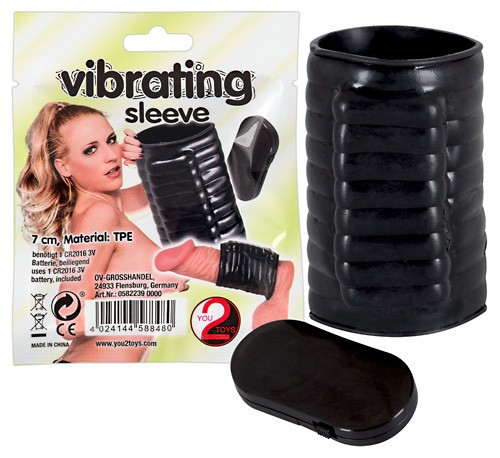 vibrating
sleeve
7 cm, Material: TPE
benötigt 1 CR2016 3V
Batterie, beiliegend
uses 1 CR2016 3V
battery, included
OV-GROSSHANDEL,
24933 Flensburg, Germany
Art.Nr.: 0582239 0000
CE
MADE IN CHINA
4 024144 588480
www.you2toys.com
YOU
2
TOYS